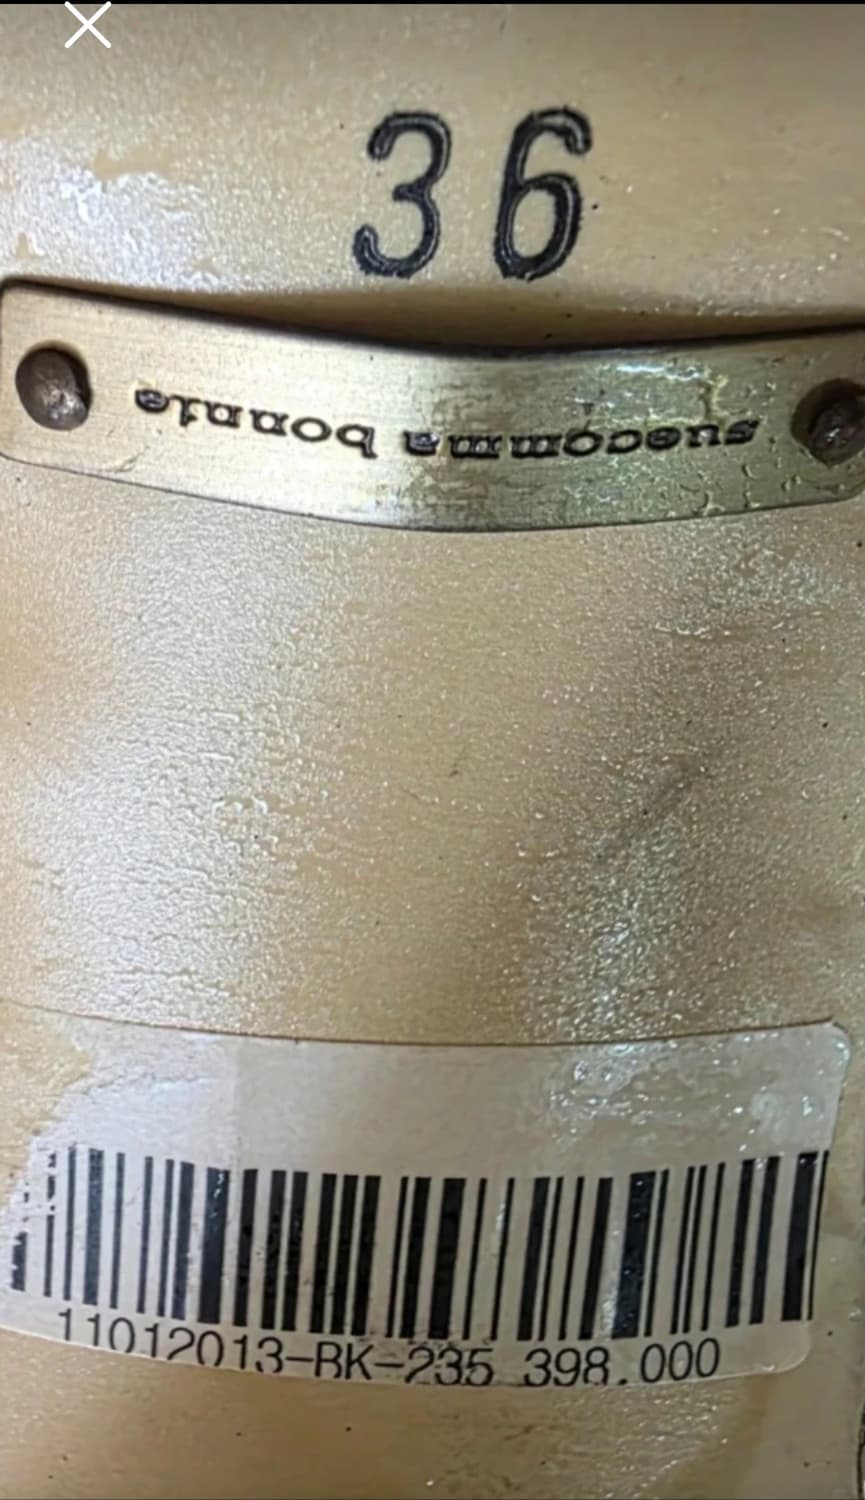 36
suecomma bonnie
11012013-BK-235 398.000